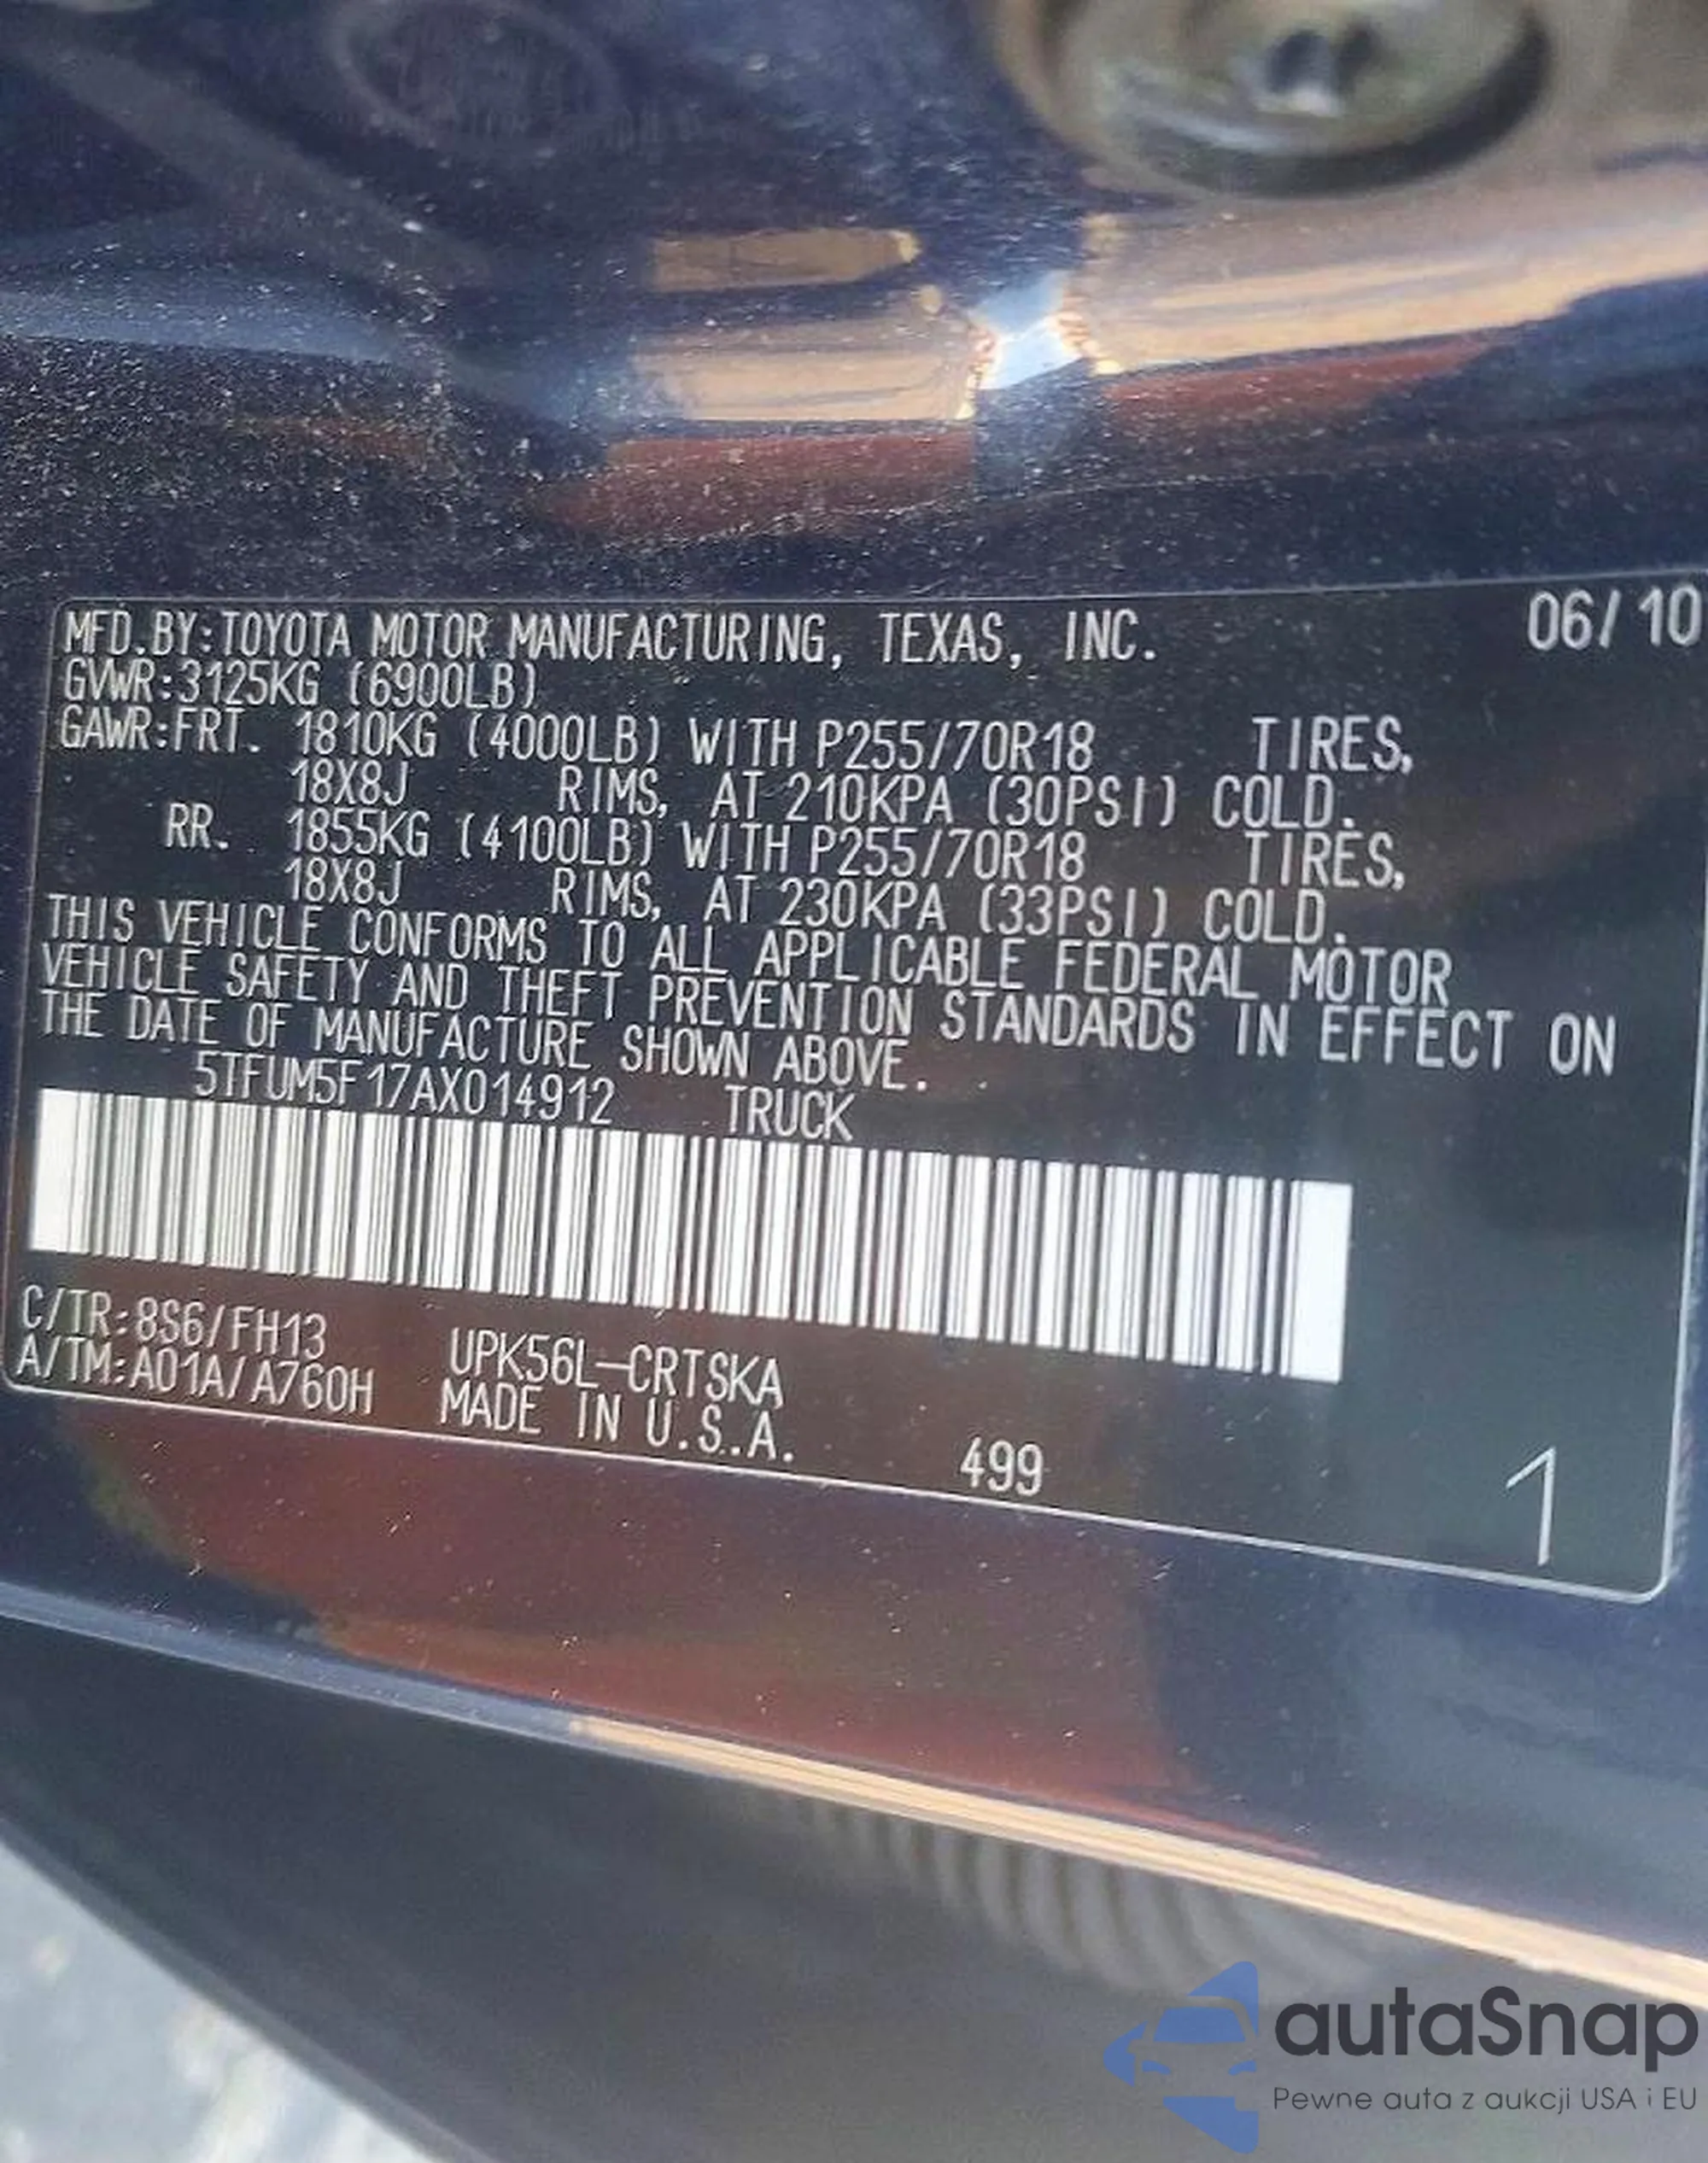 MFD.BY:TOYOTA MOTOR MANUFACTURING, TEXAS, INC. 06/10
GVWR:3125KG (6900LB)
GAWR:FRT. 1810KG (4000LB) WITH P255/70R18 TIRES,
18X8J RIMS, AT 210KPA (30PSI) COLD.
RR. 1855KG (4100LB) WITH P255/70R18 TIRES,
18X8J RIMS, AT 230KPA (33PSI) COLD.
THIS VEHICLE CONFORMS TO ALL APPLICABLE FEDERAL MOTOR
VEHICLE SAFETY AND THEFT PREVENTION STANDARDS IN EFFECT ON
THE DATE OF MANUFACTURE SHOWN ABOVE.
5TFUM5F17AX014912 TRUCK
C/TR:8S6/FH13 UPK56L-CRTSKA
A/TM:A01A/A760H MADE IN U.S.A. 499
1
autaSnap
Pewne auta z aukcji USA i EU